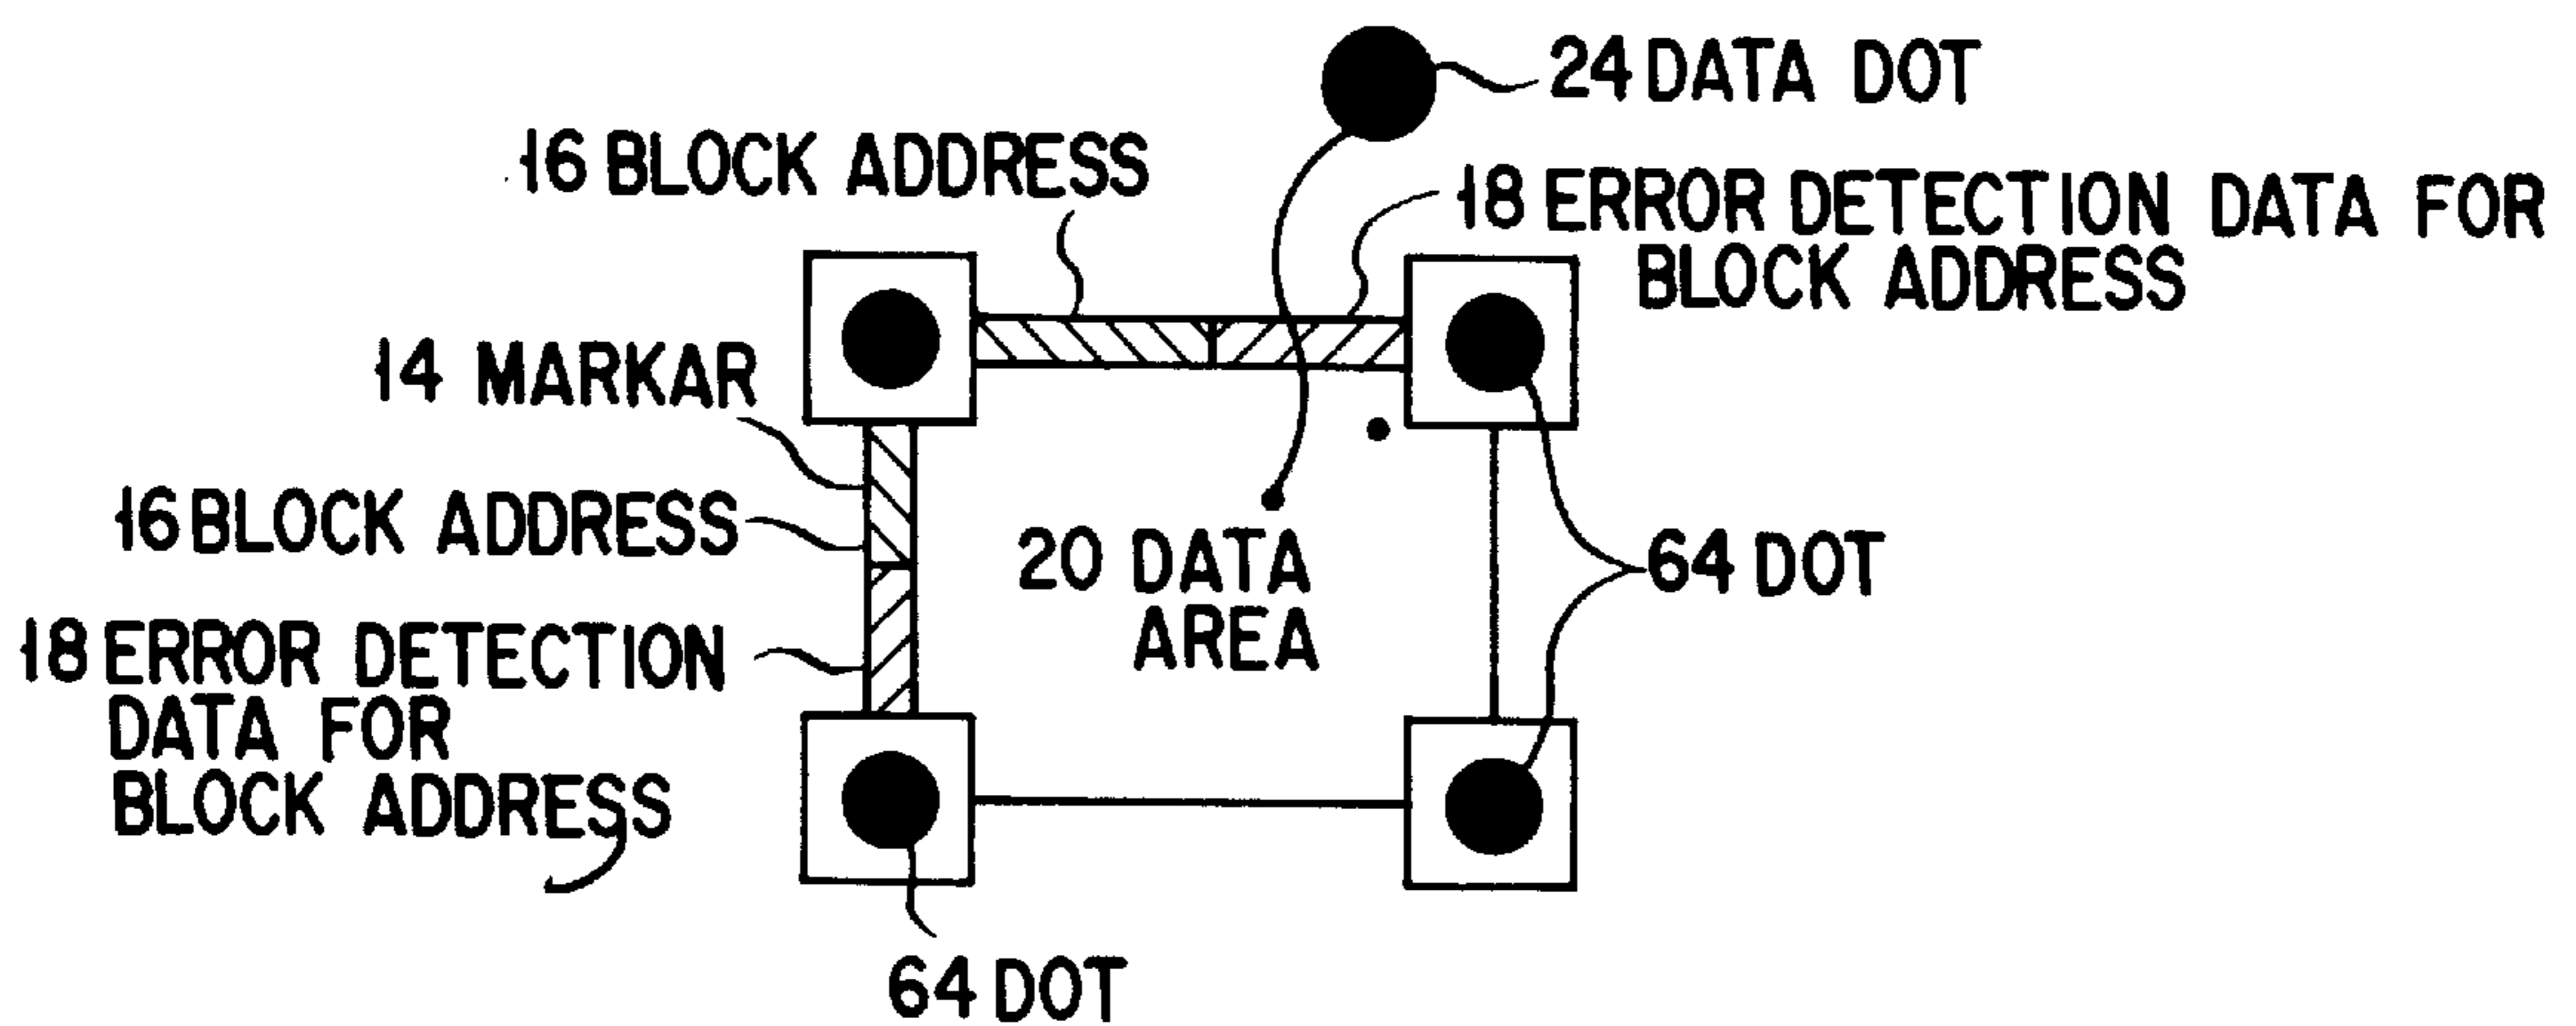 24 DATA DOT
16 BLOCK ADDRESS
18 ERROR DETECTION DATA FOR
BLOCK ADDRESS
14 MARKAR
16 BLOCK ADDRESS
20 DATA
AREA
64 DOT
18 ERROR DETECTION
DATA FOR
BLOCK ADDRESS
64 DOT